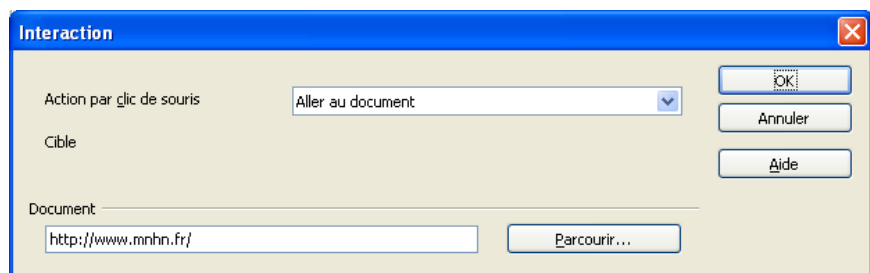 Interaction
Action par clic de souris
Aller au document
OK
Annuler
Cible
Aide
Document
http://www.mnhn.fr/
Parcourir...